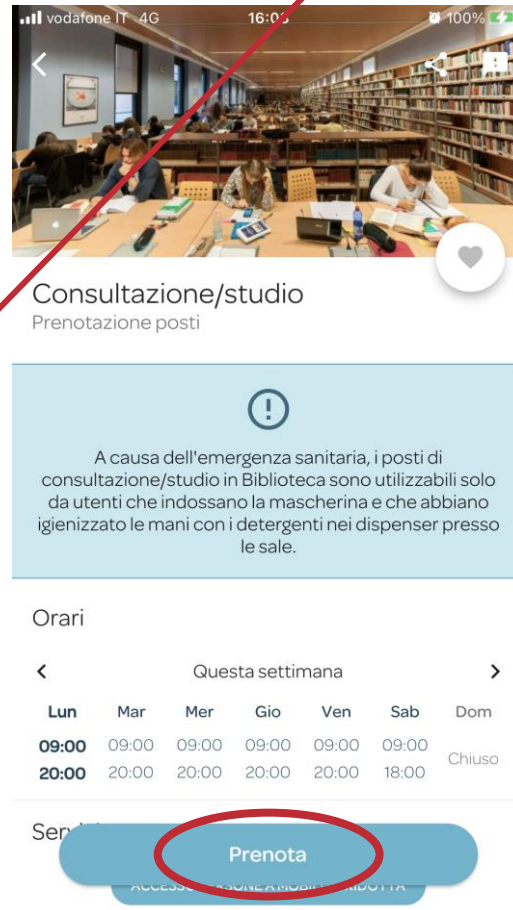 vodafone IT 4G 16:08 100%
Consultazione/studio
Prenotazione posti
A causa dell'emergenza sanitaria, i posti di
consultazione/studio in Biblioteca sono utilizzabili solo
da utenti che indossano la mascherina e che abbiano
igienizzato le mani con i detergenti nei dispenser presso
le sale.
Orari
Questa settimana
Lun Mar Mer Gio Ven Sab Dom
09:00 09:00 09:00 09:00 09:00 09:00 Chiuso
20:00 20:00 20:00 20:00 20:00 18:00
Prenota